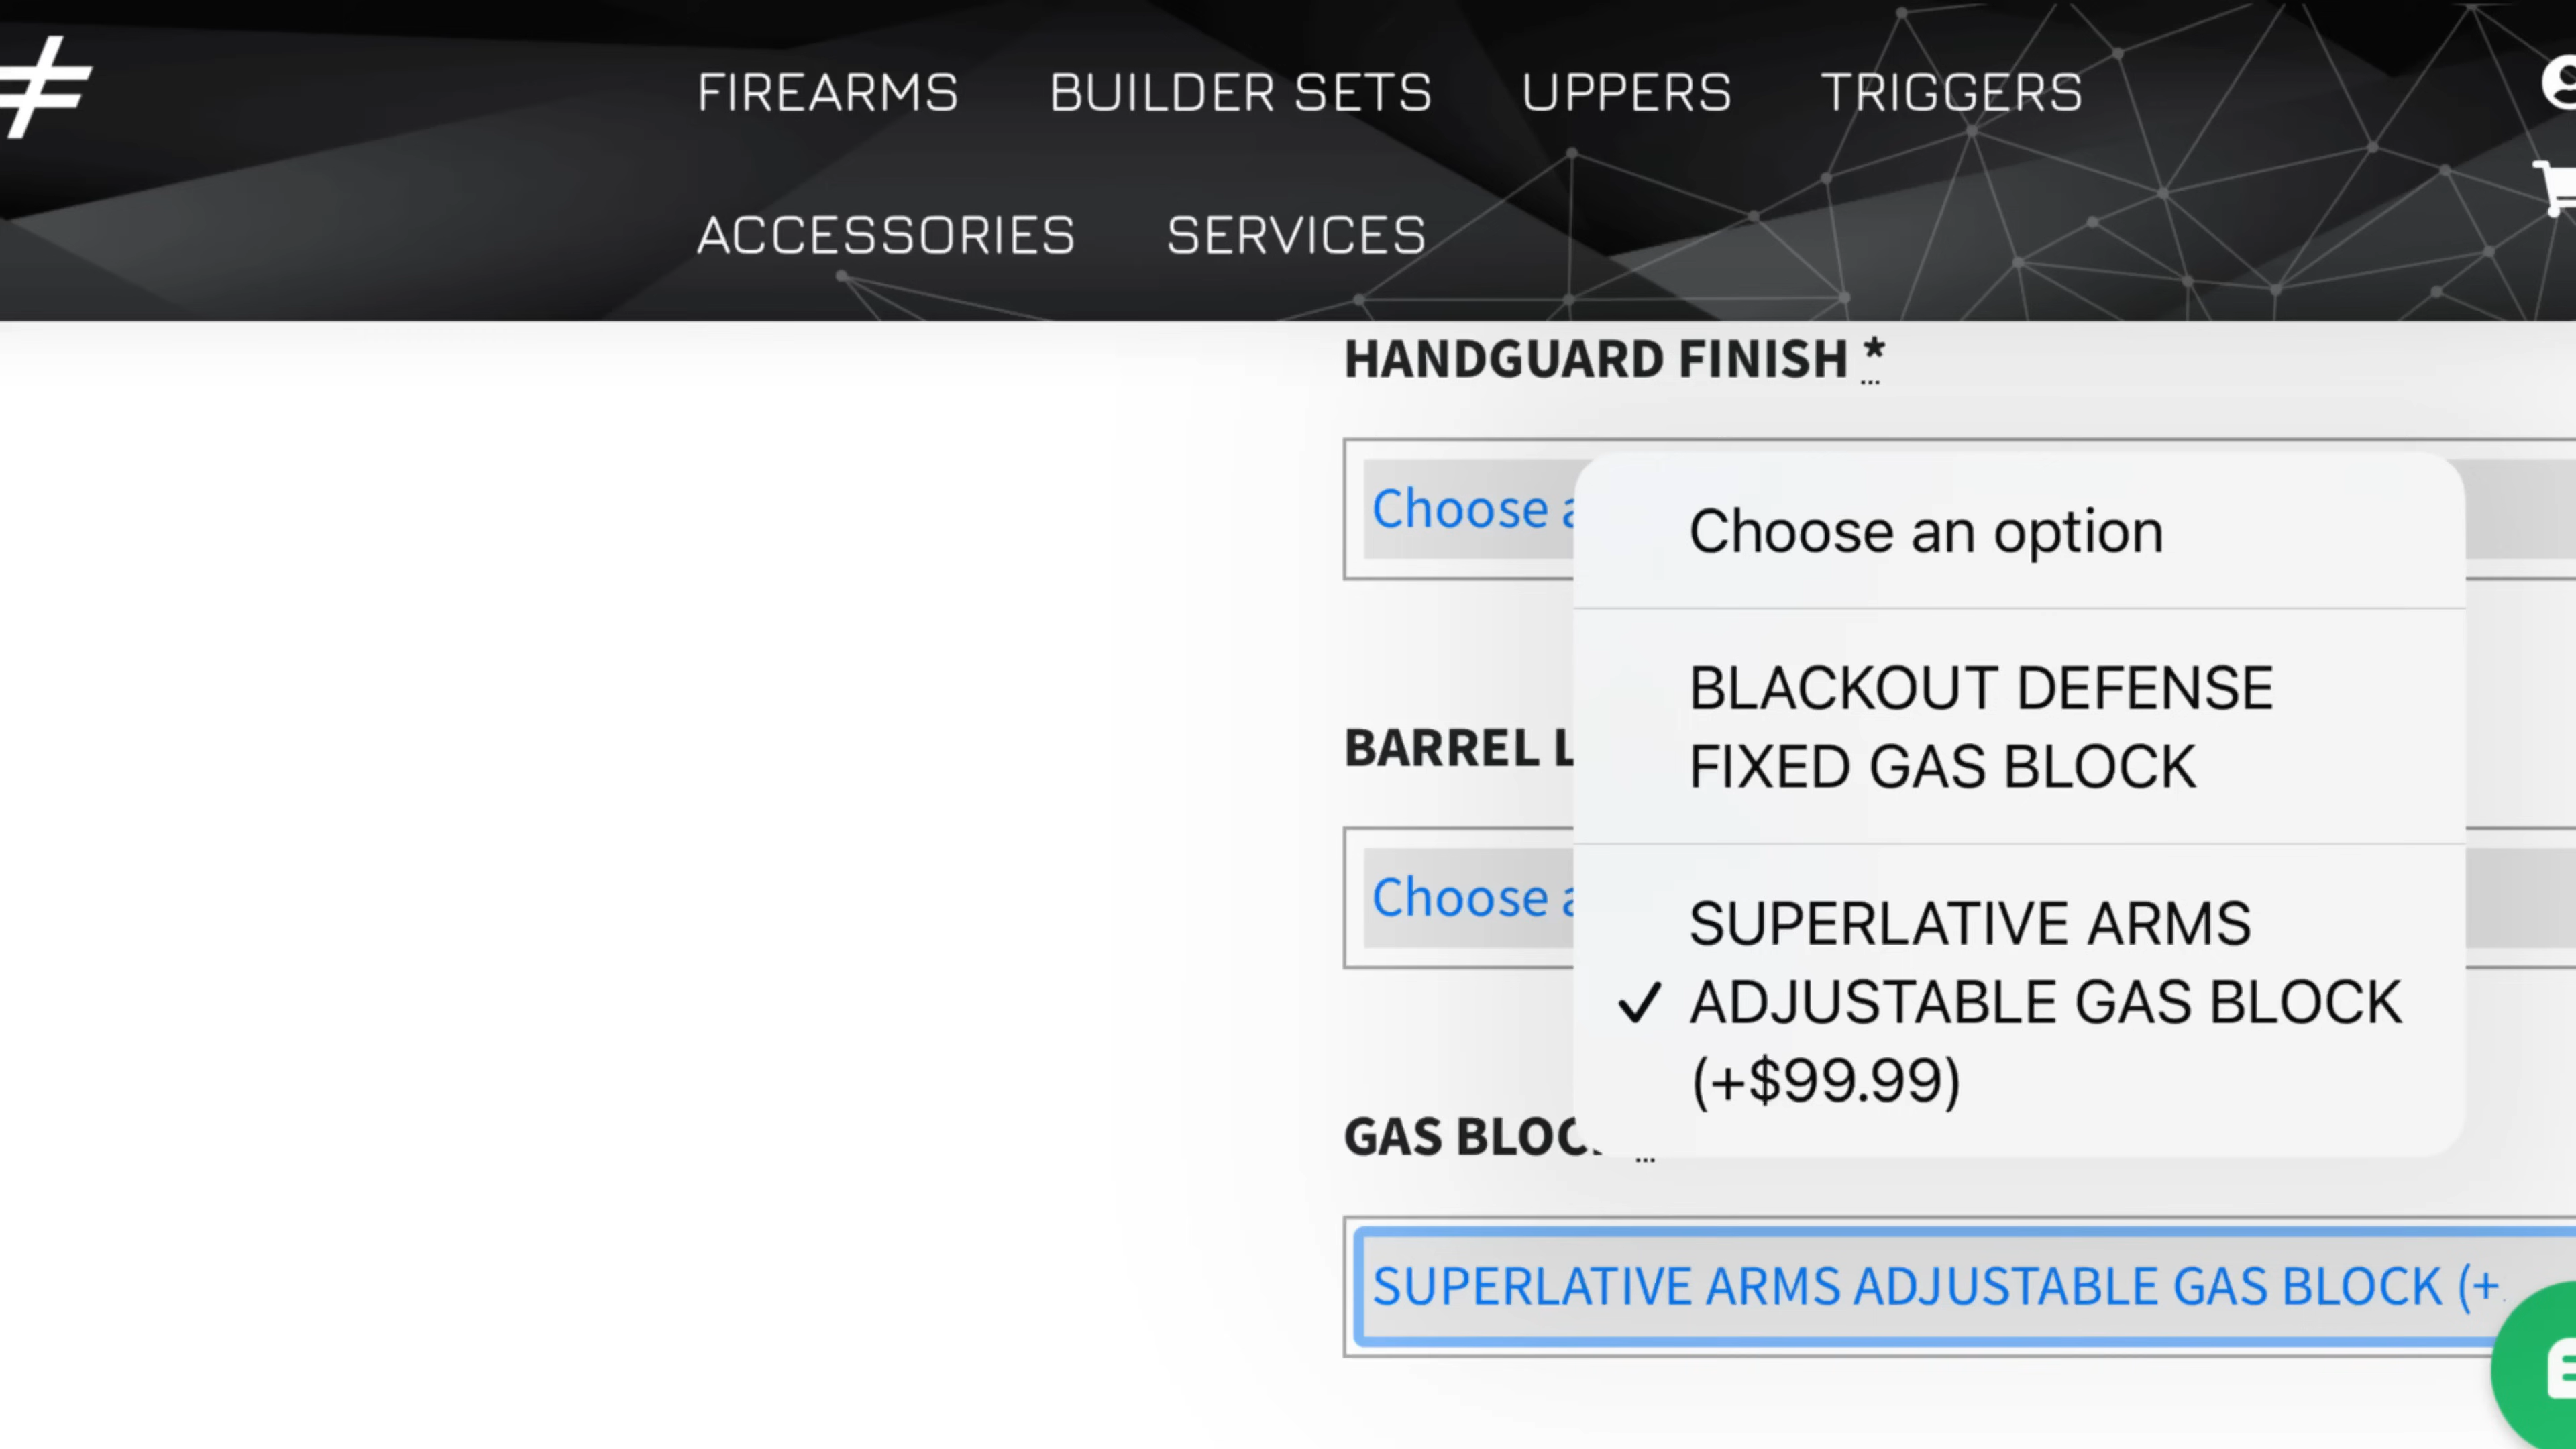 FIREARMS BUILDER SETS UPPERS TRIGGERS
ACCESSORIES SERVICES
HANDGUARD FINISH *
Choose
Choose an option
BLACKOUT DEFENSE
FIXED GAS BLOCK
BARREL
Choose
SUPERLATIVE ARMS
✓ ADJUSTABLE GAS BLOCK
(+$99.99)
GAS
SUPERLATIVE ARMS ADJUSTABLE GAS BLOCK (+